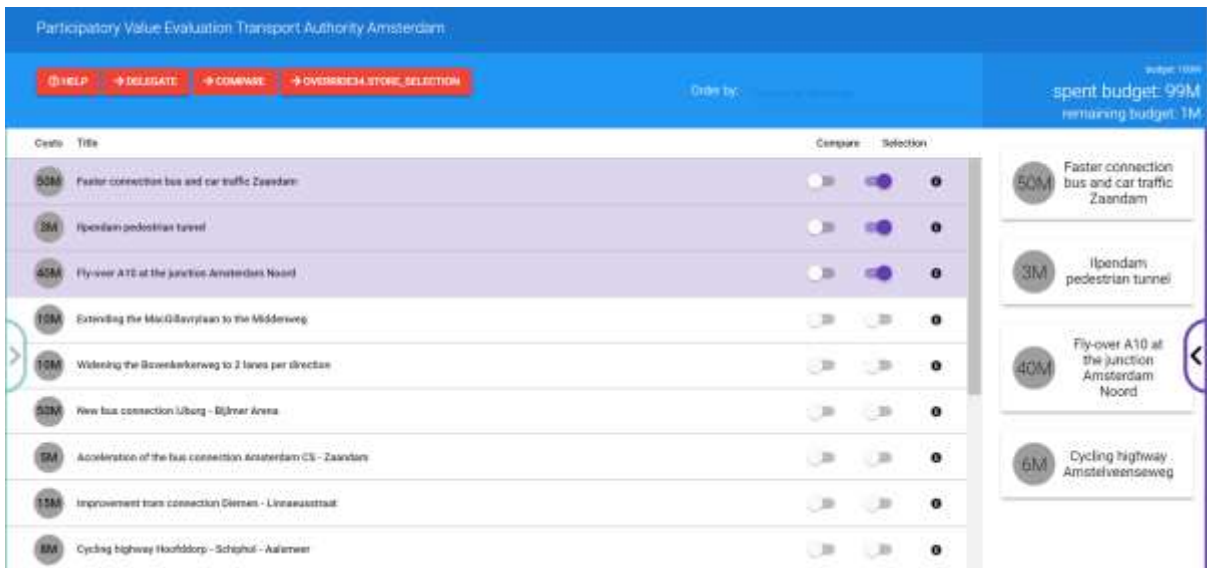 Participatory Value Evaluation Transport Authority Amsterdam
HELP DELEGATE COMPARE OVERRIDE34.STORE_SELECTION
Order by:
budget: 100M
spent budget: 99M
remaining budget: 1M
Costs Title Compare Selection
50M Faster connection bus and car traffic Zaandam
3M Ilpendam pedestrian tunnel
40M Fly-over A10 at the junction Amsterdam Noord
10M Extending the MacGillavrylaan to the Middenweg
10M Widening the Bovenkerkerweg to 2 lanes per direction
50M New bus connection IJburg - Bijlmer Arena
5M Acceleration of the bus connection Amsterdam CS - Zaandam
15M Improvement tram connection Diemen - Linnaeusstraat
8M Cycling highway Hoofddorp - Schiphol - Aalsmeer
50M
Faster connection
bus and car traffic
Zaandam
3M
Ilpendam
pedestrian tunnel
40M
Fly-over A10 at
the junction
Amsterdam
Noord
6M
Cycling highway
Amstelveenseweg